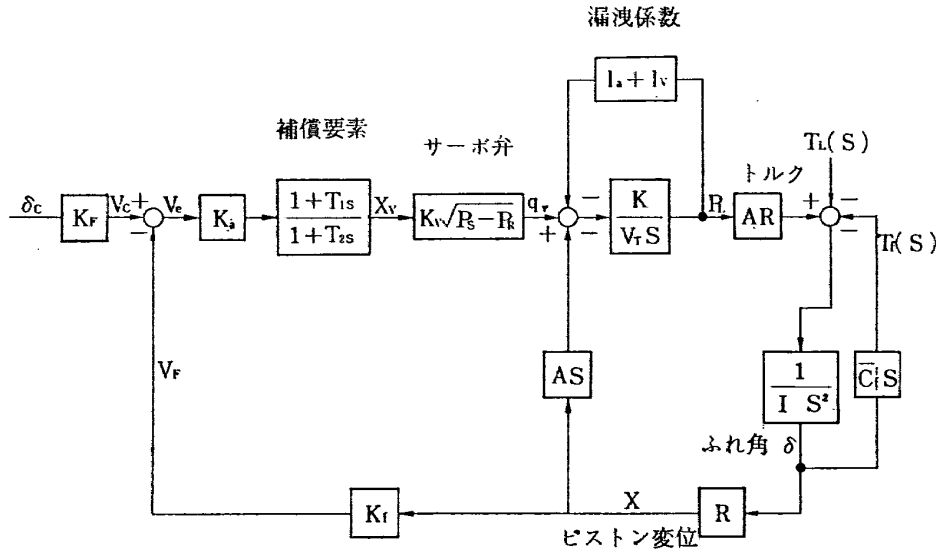 漏洩係数
la + lv
補償要素
サーボ弁
トルク
TL(S)
δc
KF
Vc
+
−
Ve
Ka
1+T1s
1+T2s
Xv
Kv√Ps−PR
qv
+
−
−
K
VT S
PL
AR
+
−
−
Tf(S)
VF
AS
1
I S²
C̅f S
ふれ角 δ
Kf
X
ピストン変位
R